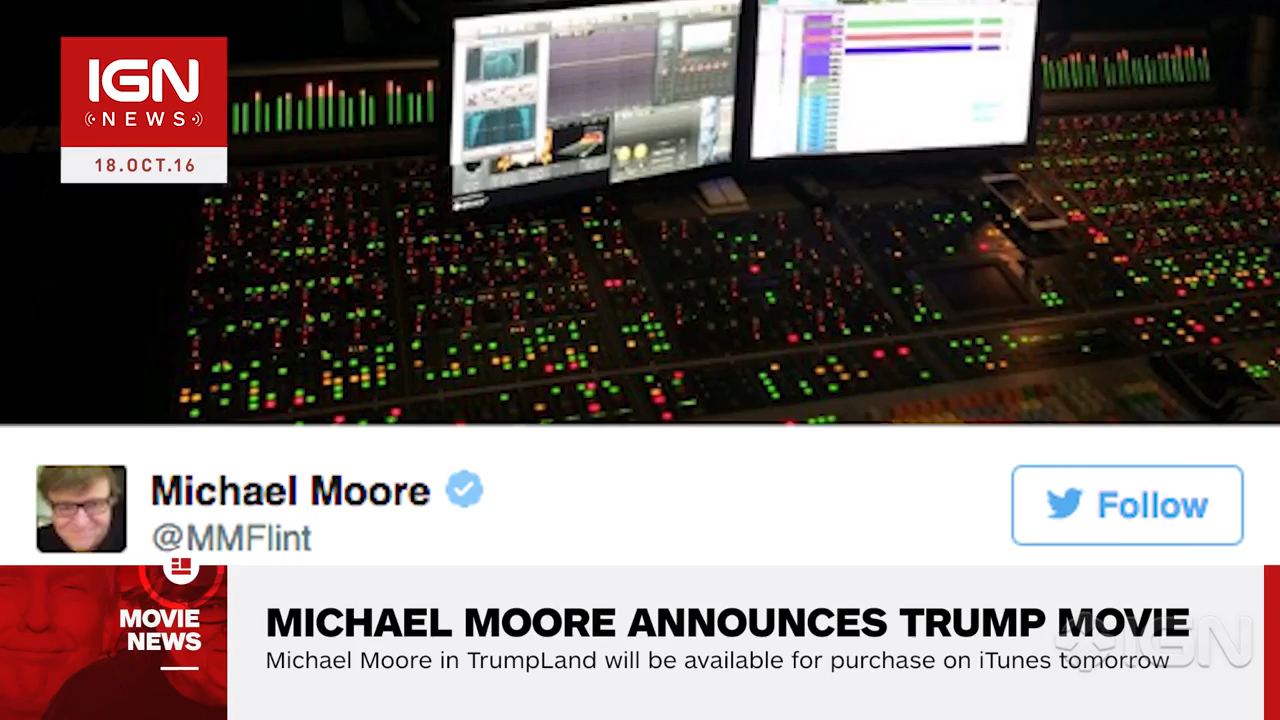 IGN
NEWS
18.OCT.16
Michael Moore
@MMFlint
Follow
MOVIE
NEWS
MICHAEL MOORE ANNOUNCES TRUMP MOVIE
Michael Moore in TrumpLand will be available for purchase on iTunes tomorrow
IGN